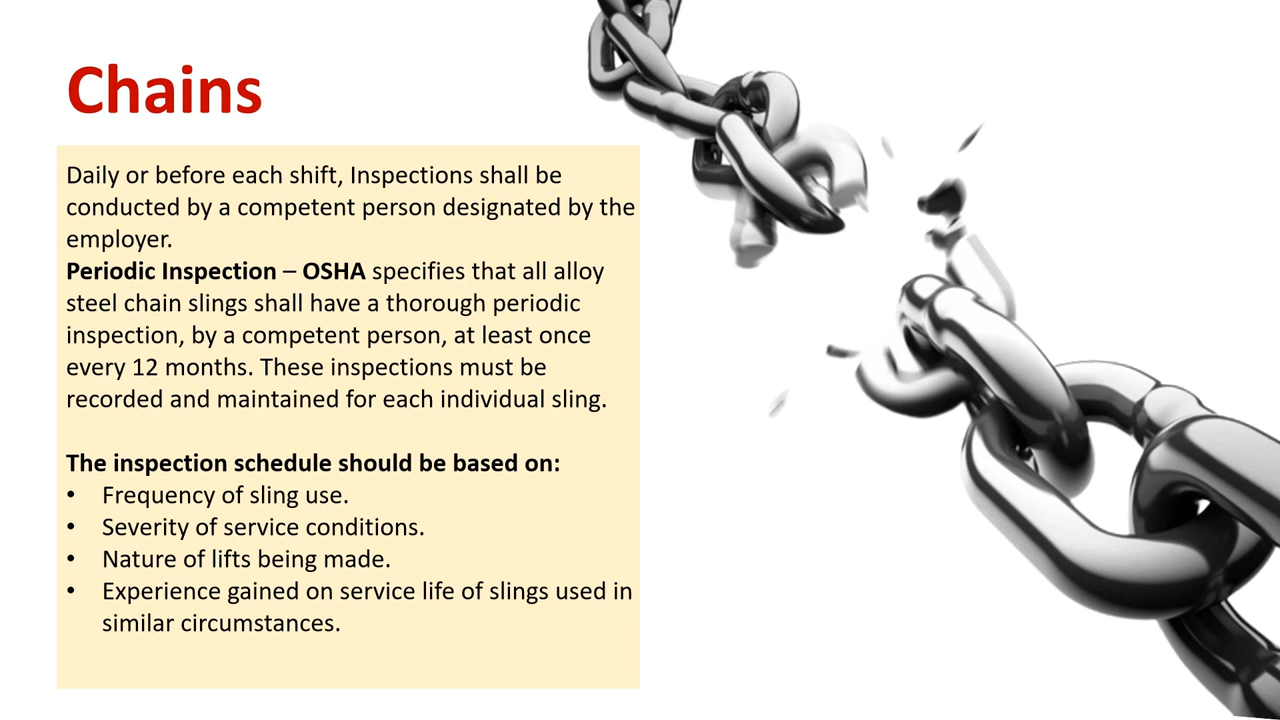 Chains
Daily or before each shift, Inspections shall be
conducted by a competent person designated by the
employer.
Periodic Inspection – OSHA specifies that all alloy
steel chain slings shall have a thorough periodic
inspection, by a competent person, at least once
every 12 months. These inspections must be
recorded and maintained for each individual sling.
The inspection schedule should be based on:
• Frequency of sling use.
• Severity of service conditions.
• Nature of lifts being made.
• Experience gained on service life of slings used in
similar circumstances.